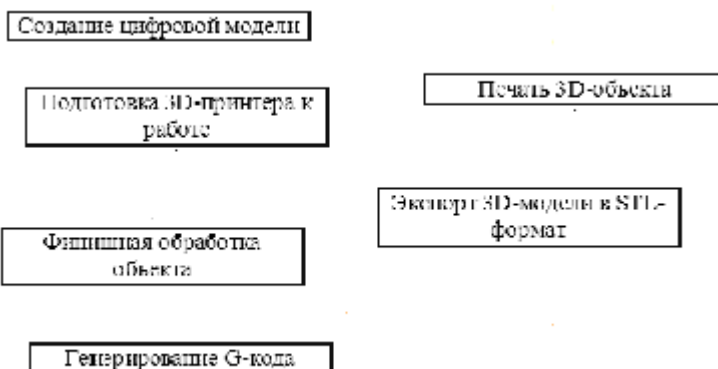 Создание цифровой модели
Подготовка 3D-принтера к
работе
Печать 3D-объекта
Экспорт 3D-модели в STL-
формат
Финишная обработка
объекта
Генерирование G-кода